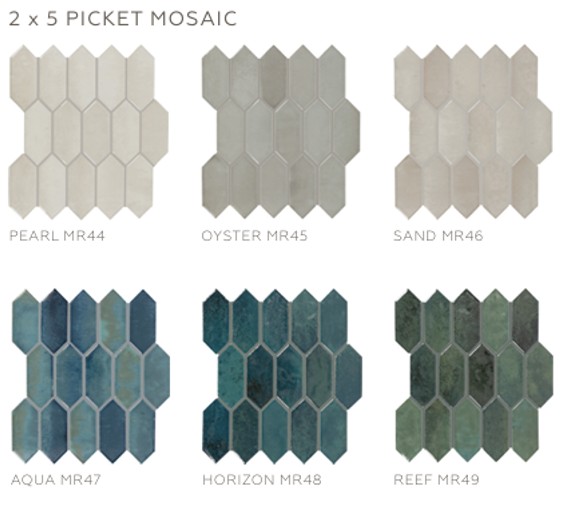 2 x 5 PICKET MOSAIC
PEARL MR44
OYSTER MR45
SAND MR46
AQUA MR47
HORIZON MR48
REEF MR49